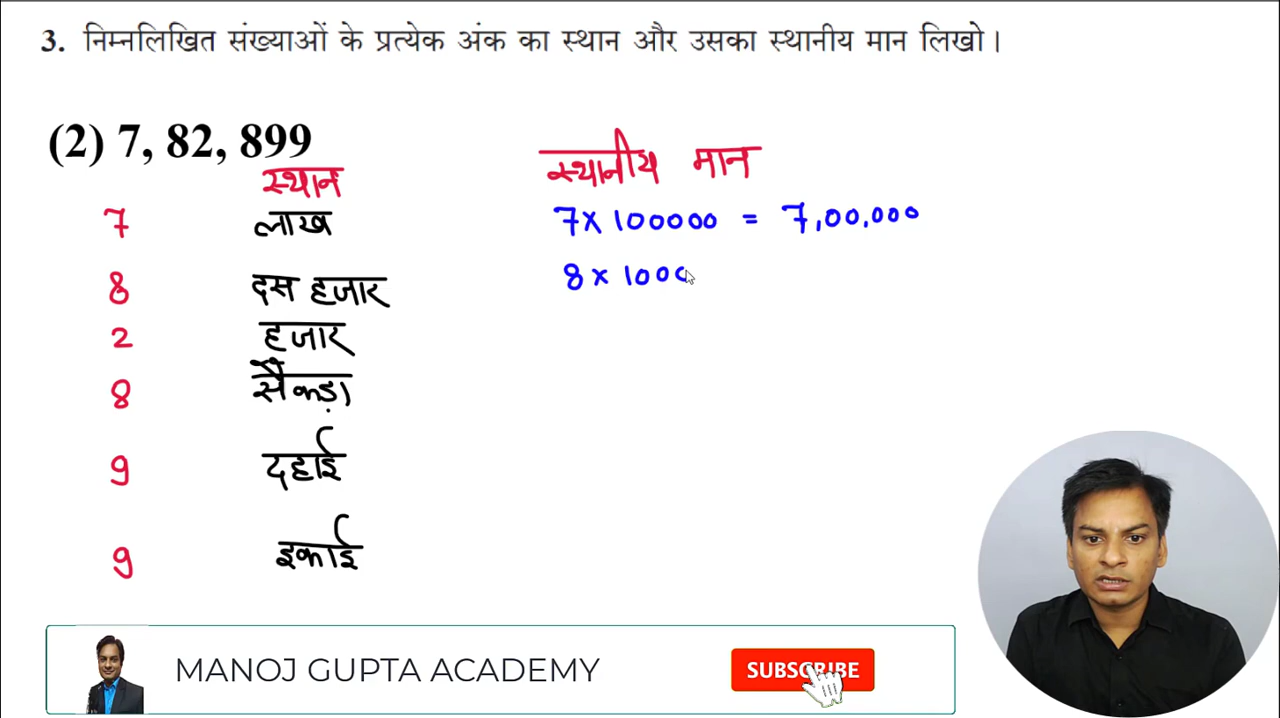 3. निम्नलिखित संख्याओं के प्रत्येक अंक का स्थान और उसका स्थानीय मान लिखो।
(2) 7, 82, 899
स्थान स्थानीय मान
7 लाख 7 × 100000 = 7,00,000
8 दस हजार 8 × 1000
2 हजार
8 सैकड़ा
9 दहाई
9 इकाई
MANOJ GUPTA ACADEMY SUBSCRIBE